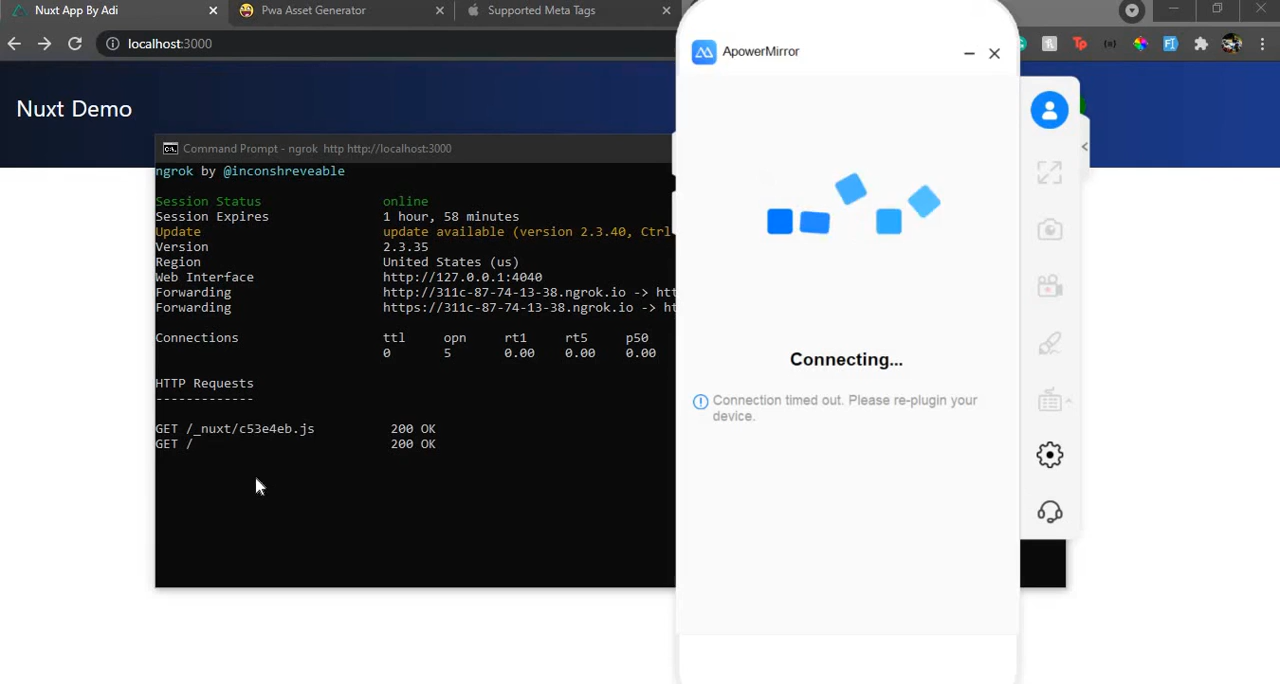 Nuxt App By Adi
Pwa Asset Generator
Supported Meta Tags
localhost:3000
Nuxt Demo
Command Prompt - ngrok  http http://localhost:3000
ngrok by @inconshreveable
Session Status online
Session Expires 1 hour, 58 minutes
Update update available (version 2.3.40, Ctrl
Version 2.3.35
Region United States (us)
Web Interface http://127.0.0.1:4040
Forwarding http://311c-87-74-13-38.ngrok.io -> htt
Forwarding https://311c-87-74-13-38.ngrok.io -> ht
Connections ttl opn rt1 rt5 p50
0 5 0.00 0.00 0.00
HTTP Requests
-------------
GET /_nuxt/c53e4eb.js 200 OK
GET / 200 OK
ApowerMirror
Connecting...
Connection timed out. Please re-plugin your
device.